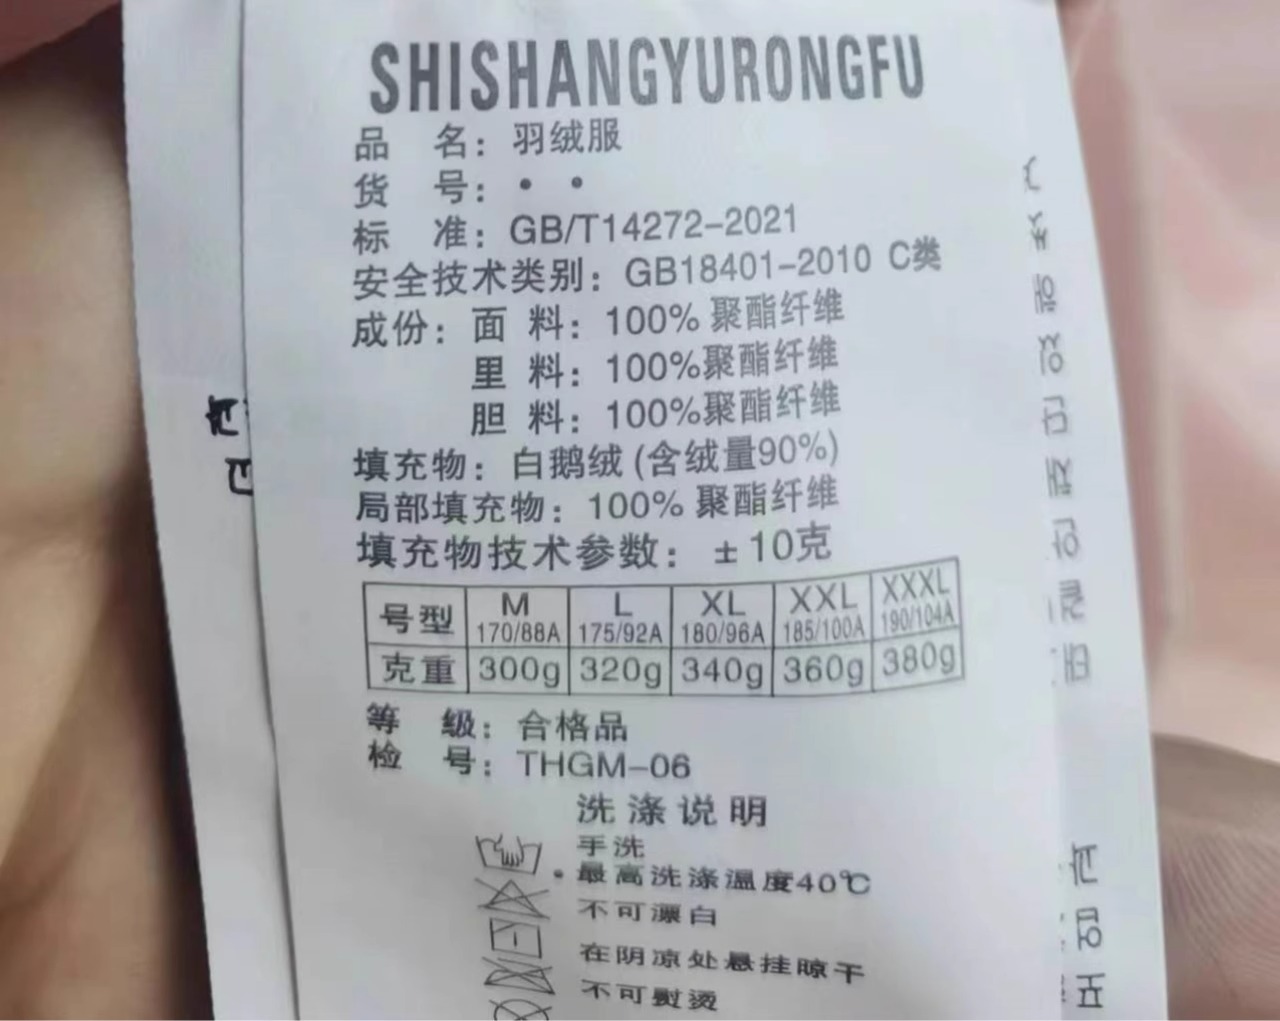 SHISHANGYURONGFU
品 名：羽绒服
货 号：• •
标 准：GB/T14272-2021
安全技术类别：GB18401-2010 C类
成份：面 料：100% 聚酯纤维
里 料：100%聚酯纤维
胆 料：100%聚酯纤维
填充物：白鹅绒 (含绒量90%)
局部填充物：100% 聚酯纤维
填充物技术参数：±10克
号型 M 170/88A L 175/92A XL 180/96A XXL 185/100A XXXL 190/104A
克重 300g 320g 340g 360g 380g
等 级：合格品
检 号：THGM-06
洗涤说明
手洗
最高洗涤温度40℃
不可漂白
在阴凉处悬挂晾干
不可熨烫